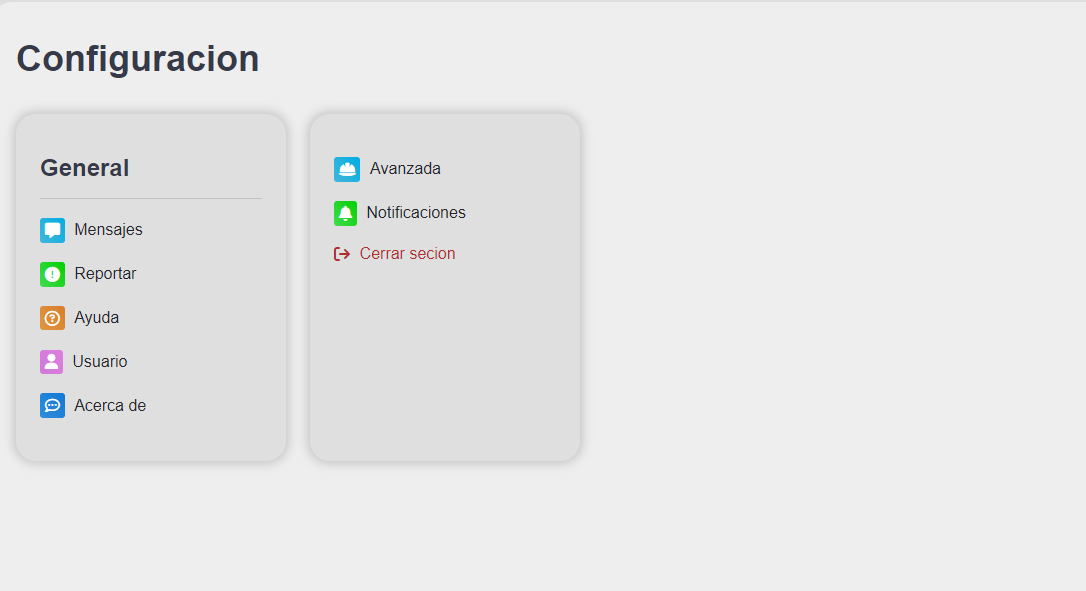 Configuracion
General
Mensajes
Reportar
Ayuda
Usuario
Acerca de
Avanzada
Notificaciones
Cerrar secion